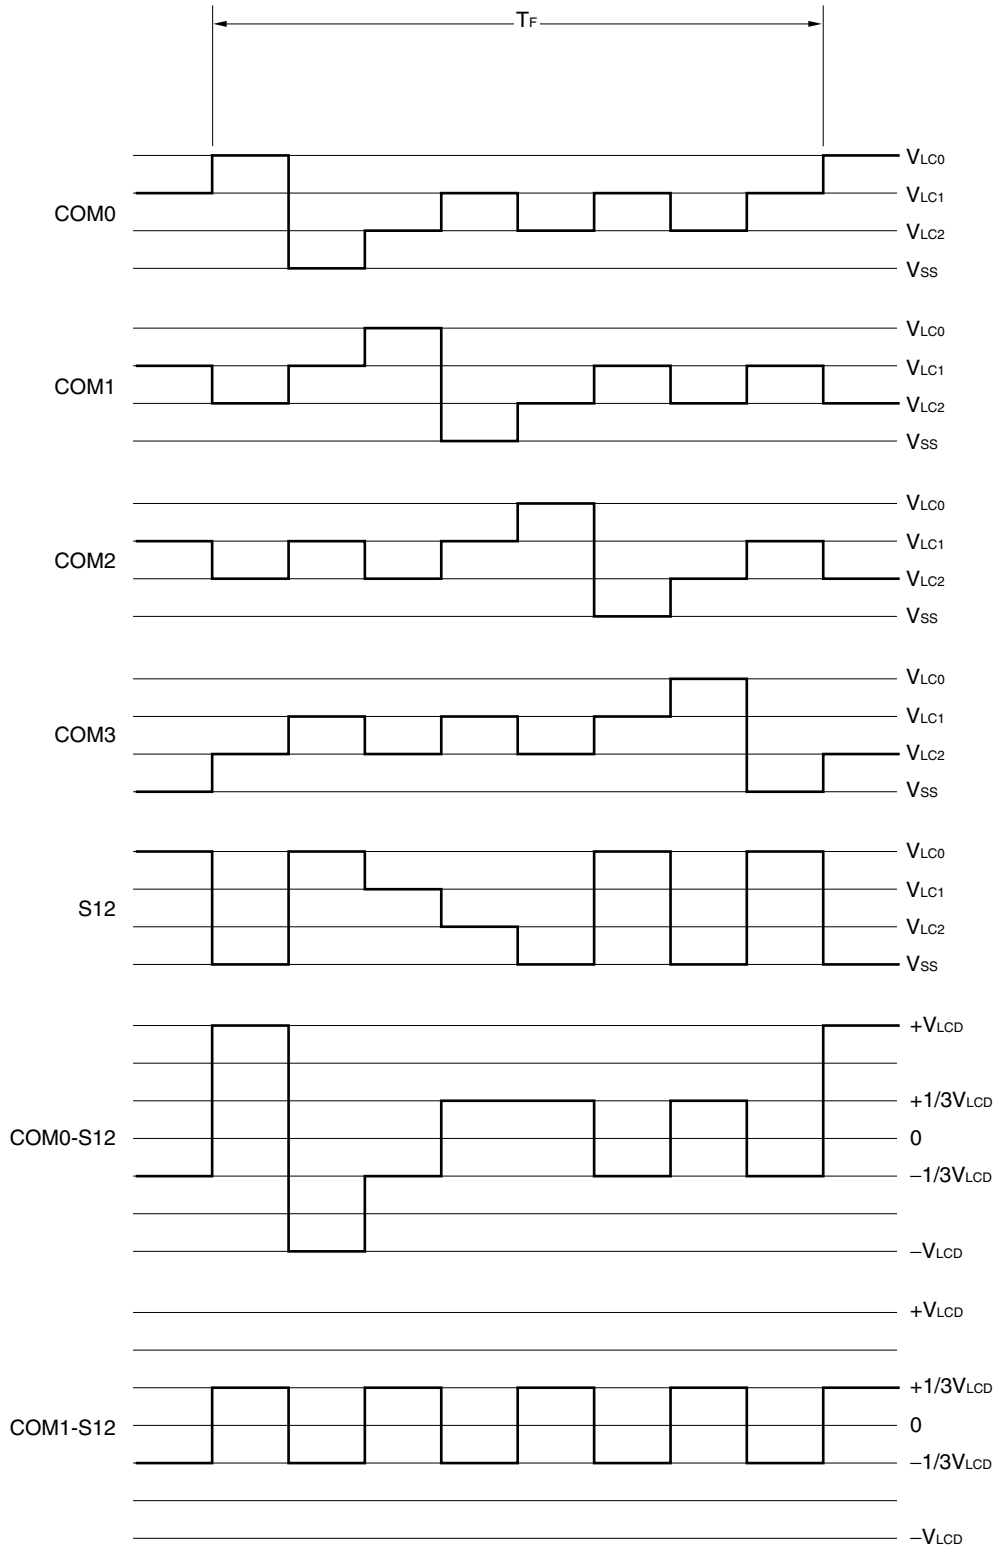 TF
VLC0
VLC1
COM0
VLC2
VSS
VLC0
VLC1
COM1
VLC2
VSS
VLC0
VLC1
COM2
VLC2
VSS
VLC0
VLC1
COM3
VLC2
VSS
VLC0
VLC1
S12
VLC2
VSS
+VLCD
+1/3VLCD
COM0-S12
0
−1/3VLCD
−VLCD
+VLCD
+1/3VLCD
COM1-S12
0
−1/3VLCD
−VLCD